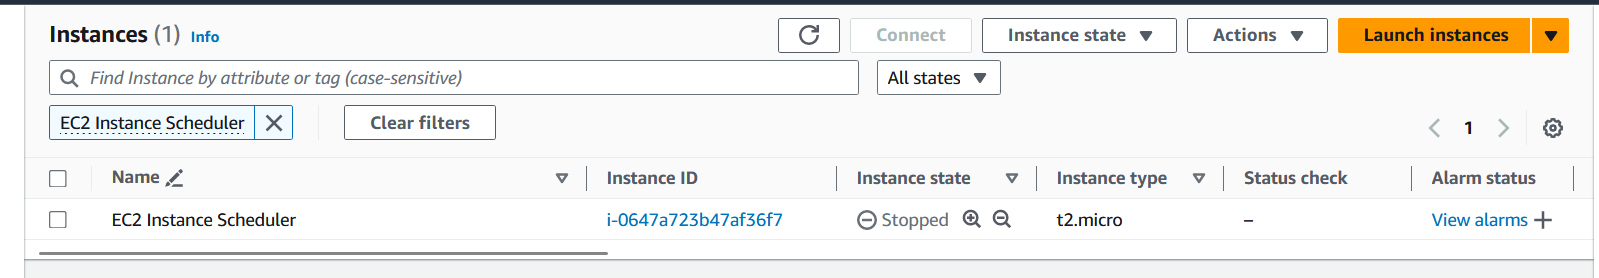 Instances (1) Info
Connect
Instance state
Actions
Launch instances
Find Instance by attribute or tag (case-sensitive)
All states
EC2 Instance Scheduler
Clear filters
1
Name
Instance ID
Instance state
Instance type
Status check
Alarm status
EC2 Instance Scheduler
i-0647a723b47af36f7
Stopped
t2.micro
–
View alarms